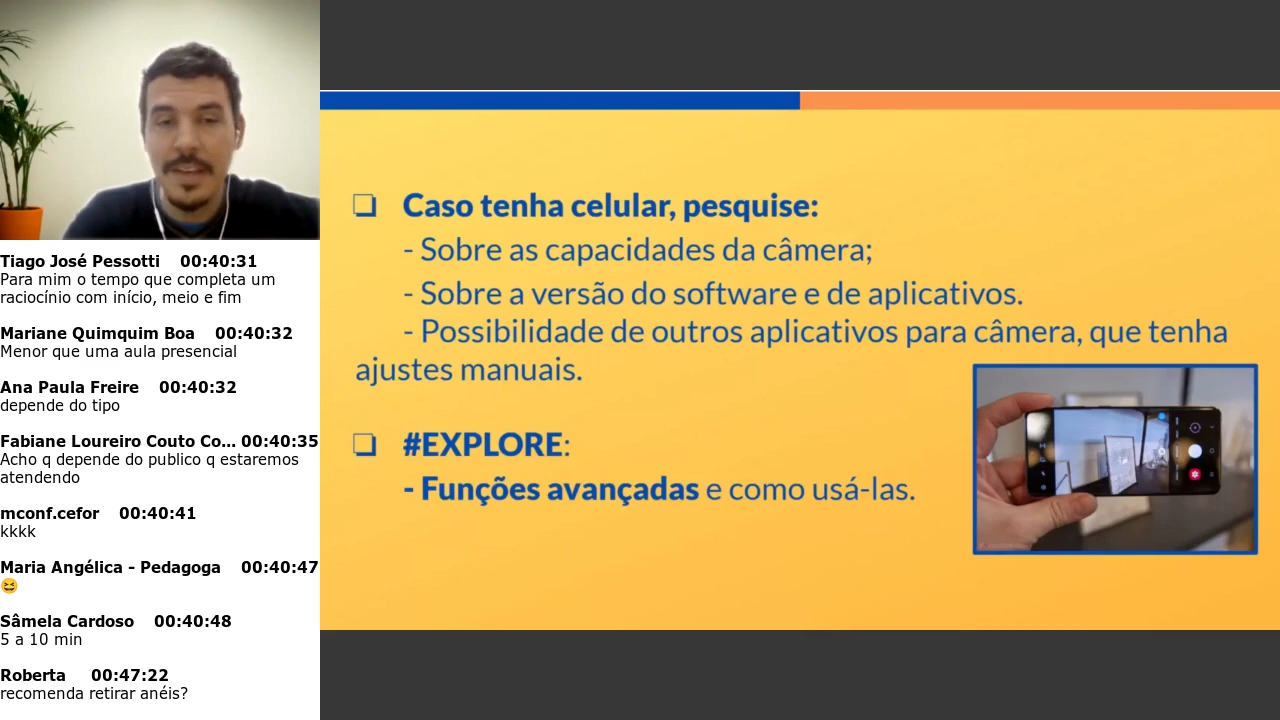 Tiago José Pessotti 00:40:31
Para mim o tempo que completa um
raciocínio com início, meio e fim
Mariane Quimquim Boa 00:40:32
Menor que uma aula presencial
Ana Paula Freire 00:40:32
depende do tipo
Fabiane Loureiro Couto Co... 00:40:35
Acho q depende do publico q estaremos
atendendo
mconf.cefor 00:40:41
kkkk
Maria Angélica - Pedagoga 00:40:47
😆
Sâmela Cardoso 00:40:48
5 a 10 min
Roberta 00:47:22
recomenda retirar anéis?
❏ Caso tenha celular, pesquise:
- Sobre as capacidades da câmera;
- Sobre a versão do software e de aplicativos.
- Possibilidade de outros aplicativos para câmera, que tenha
ajustes manuais.
❏ #EXPLORE:
- Funções avançadas e como usá-las.